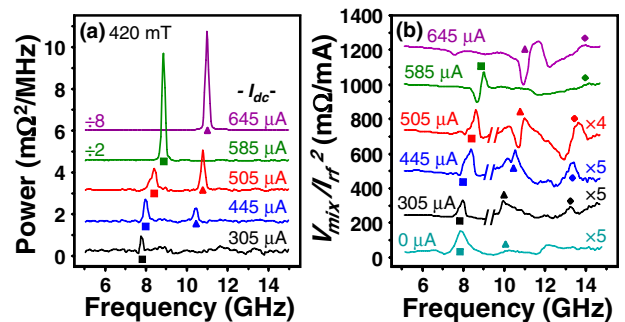 (a) 420 mT
Power (mΩ²/MHz)
10
8
6
4
2
0
- I_dc -
÷8 645 μA
÷2 585 μA
505 μA
445 μA
305 μA
6 8 10 12 14
Frequency (GHz)
(b)
V_mix/I_rf² (mΩ/mA)
1400
1200
1000
800
600
400
200
0
645 μA
585 μA
505 μA ×4
445 μA ×5
305 μA ×5
0 μA ×5
6 8 10 12 14
Frequency (GHz)